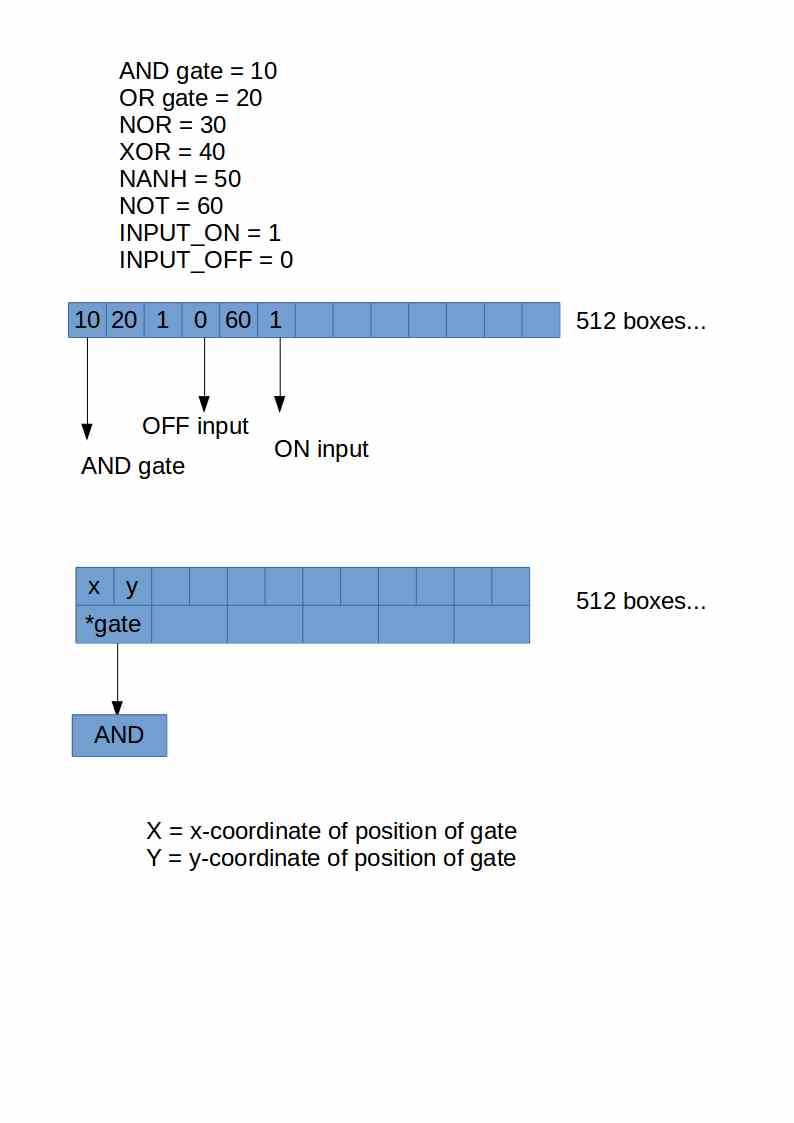 AND gate = 10
OR gate = 20
NOR = 30
XOR = 40
NANH = 50
NOT = 60
INPUT_ON = 1
INPUT_OFF = 0
10 20 1 0 60 1
512 boxes...
OFF input
ON input
AND gate
x y
512 boxes...
*gate
AND
X = x-coordinate of position of gate
Y = y-coordinate of position of gate